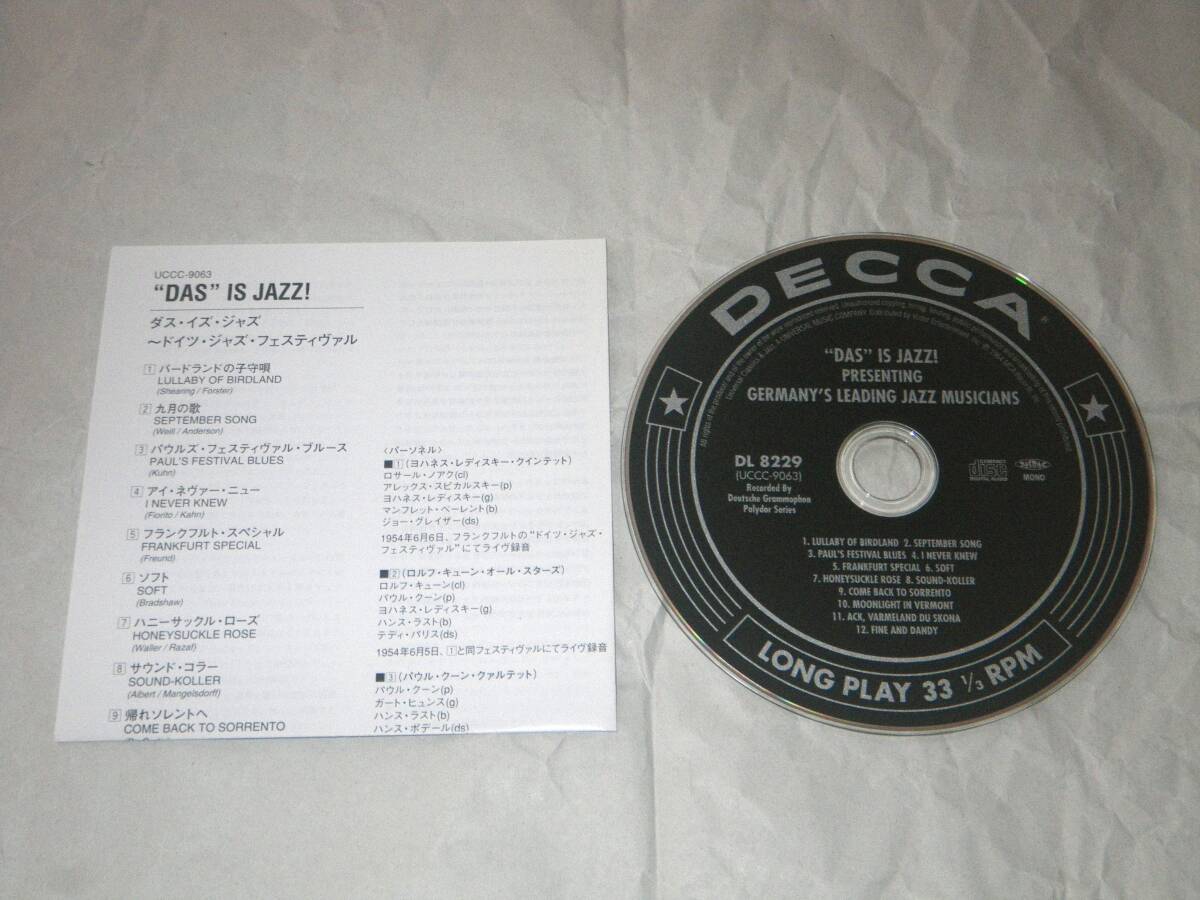 UCCC-9063
“DAS” IS JAZZ!
ダス・イズ・ジャズ
〜ドイツ・ジャズ・フェスティヴァル
1 バードランドの子守唄
LULLABY OF BIRDLAND
(Shearing / Forster)
2 九月の歌
SEPTEMBER SONG
(Weill / Anderson)
3 パウルズ・フェスティヴァル・ブルース
PAUL'S FESTIVAL BLUES
(Kuhn)
4 アイ・ネヴァー・ニュー
I NEVER KNEW
(Fiorito / Kahn)
5 フランクフルト・スペシャル
FRANKFURT SPECIAL
(Freund)
6 ソフト
SOFT
(Bradshaw)
7 ハニーサックル・ローズ
HONEYSUCKLE ROSE
(Waller / Razaf)
8 サウンド・コラー
SOUND-KOLLER
(Albert / Mangelsdorff)
9 帰れソレントへ
COME BACK TO SORRENTO
〈パーソネル〉
■1(ヨハネス・レディスキー・クインテット)
ロサール・ノアク(cl)
アレックス・スピカルスキー(p)
ヨハネス・レディスキー(g)
マンフレット・ベーレント(b)
ジョー・グレイザー(ds)
1954年6月6日、フランクフルトの“ドイツ・ジャズ・
フェスティヴァル”にてライヴ録音
■2(ロルフ・キューン・オール・スターズ)
ロルフ・キューン(cl)
パウル・クーン(p)
ヨハネス・レディスキー(g)
ハンス・ラスト(b)
テディ・パリス(ds)
1954年6月5日、1と同フェスティヴァルにてライヴ録音
■3(パウル・クーン・クァルテット)
パウル・クーン(p)
ガート・ヒュンス(g)
ハンス・ラスト(b)
ハンス・ボデール(ds)
DECCA
“DAS” IS JAZZ!
PRESENTING
GERMANY'S LEADING JAZZ MUSICIANS
DL 8229
(UCCC-9063)
Recorded By
Deutsche Grammophon
Polydor Series
COMPACT
disc
DIGITAL AUDIO
MONO
1. LULLABY OF BIRDLAND 2. SEPTEMBER SONG
3. PAUL'S FESTIVAL BLUES 4. I NEVER KNEW
5. FRANKFURT SPECIAL 6. SOFT
7. HONEYSUCKLE ROSE 8. SOUND-KOLLER
9. COME BACK TO SORRENTO
10. MOONLIGHT IN VERMONT
11. ACK, VARMELAND DU SKONA
12. FINE AND DANDY
LONG PLAY 33 1/3 RPM